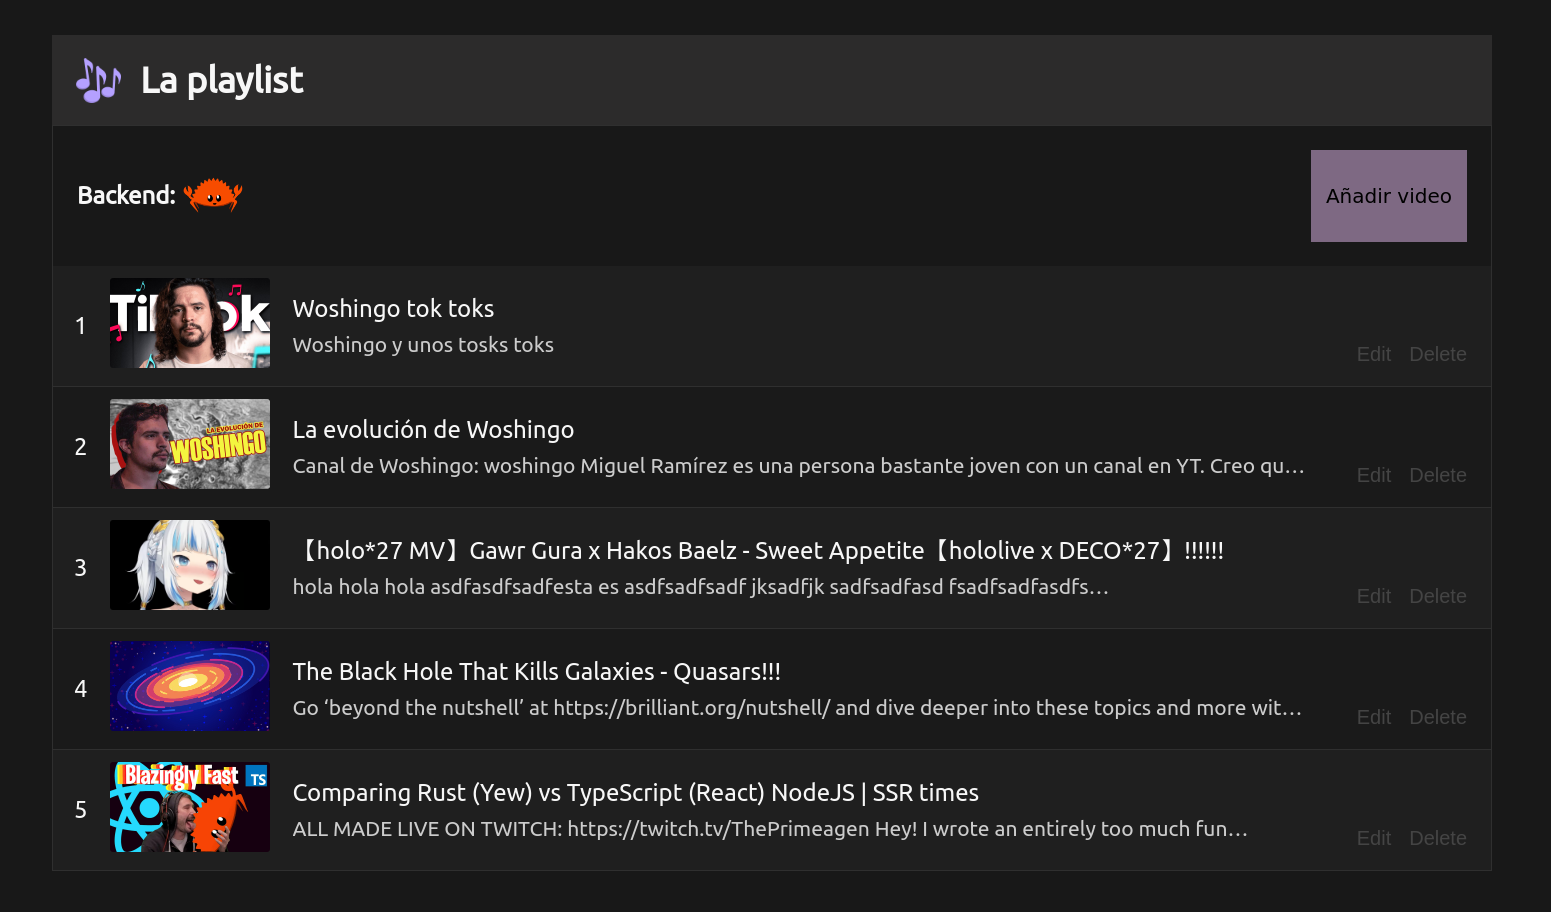 La playlist
Backend:
Añadir video
1
TikTok
Woshingo tok toks
Woshingo y unos tosks toks
Edit Delete
2
LA EVOLUCIÓN DE
WOSHINGO
La evolución de Woshingo
Canal de Woshingo: woshingo Miguel Ramírez es una persona bastante joven con un canal en YT. Creo qu…
Edit Delete
3
【holo*27 MV】Gawr Gura x Hakos Baelz - Sweet Appetite【hololive x DECO*27】!!!!!!
hola hola hola asdfasdfsadfesta es asdfsadfsadf jksadfjk sadfsadfasd fsadfsadfasdfs…
Edit Delete
4
The Black Hole That Kills Galaxies - Quasars!!!
Go ‘beyond the nutshell’ at https://brilliant.org/nutshell/ and dive deeper into these topics and more wit…
Edit Delete
5
Blazingly Fast
TS
Comparing Rust (Yew) vs TypeScript (React) NodeJS | SSR times
ALL MADE LIVE ON TWITCH: https://twitch.tv/ThePrimeagen Hey! I wrote an entirely too much fun…
Edit Delete